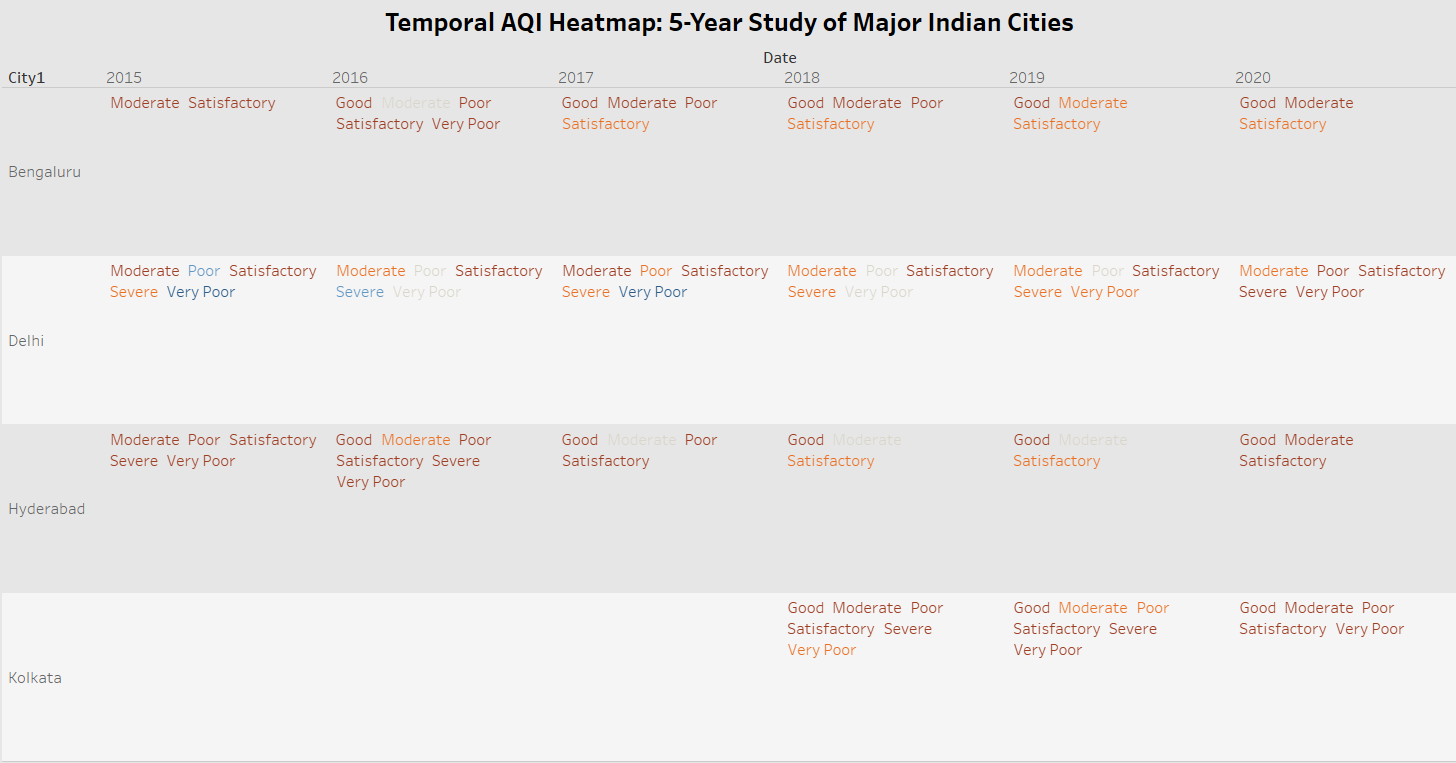 Temporal AQI Heatmap: 5-Year Study of Major Indian Cities
Date
City1 2015 2016 2017 2018 2019 2020
Moderate Satisfactory Good Moderate Poor Good Moderate Poor Good Moderate Poor Good Moderate Good Moderate
Satisfactory Very Poor Satisfactory Satisfactory Satisfactory Satisfactory
Bengaluru
Moderate Poor Satisfactory Moderate Poor Satisfactory Moderate Poor Satisfactory Moderate Poor Satisfactory Moderate Poor Satisfactory Moderate Poor Satisfactory
Severe Very Poor Severe Very Poor Severe Very Poor Severe Very Poor Severe Very Poor Severe Very Poor
Delhi
Moderate Poor Satisfactory Good Moderate Poor Good Moderate Poor Good Moderate Good Moderate Good Moderate
Severe Very Poor Satisfactory Severe Satisfactory Satisfactory Satisfactory Satisfactory
Very Poor
Hyderabad
Good Moderate Poor Good Moderate Poor Good Moderate Poor
Satisfactory Severe Satisfactory Severe Satisfactory Very Poor
Very Poor Very Poor
Kolkata